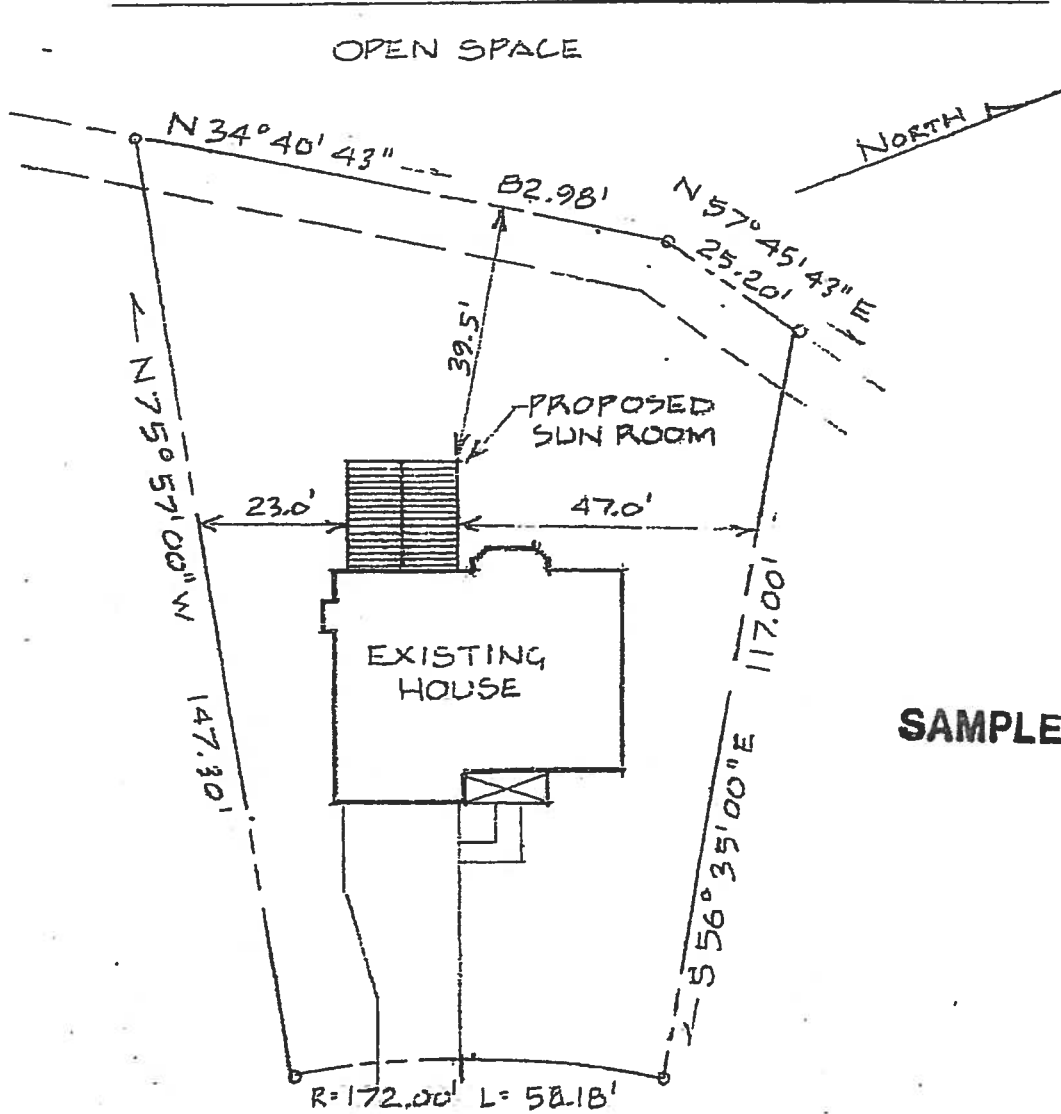 OPEN SPACE
N 34° 40' 43"
82.98'
NORTH
N 57° 45' 43" E
25.20'
39.5'
PROPOSED
SUN ROOM
N 75° 57' 00" W
147.30'
23.0'
47.0'
EXISTING
HOUSE
117.00'
S 56° 35' 00" E
SAMPLE
R=172.00' L= 58.18'